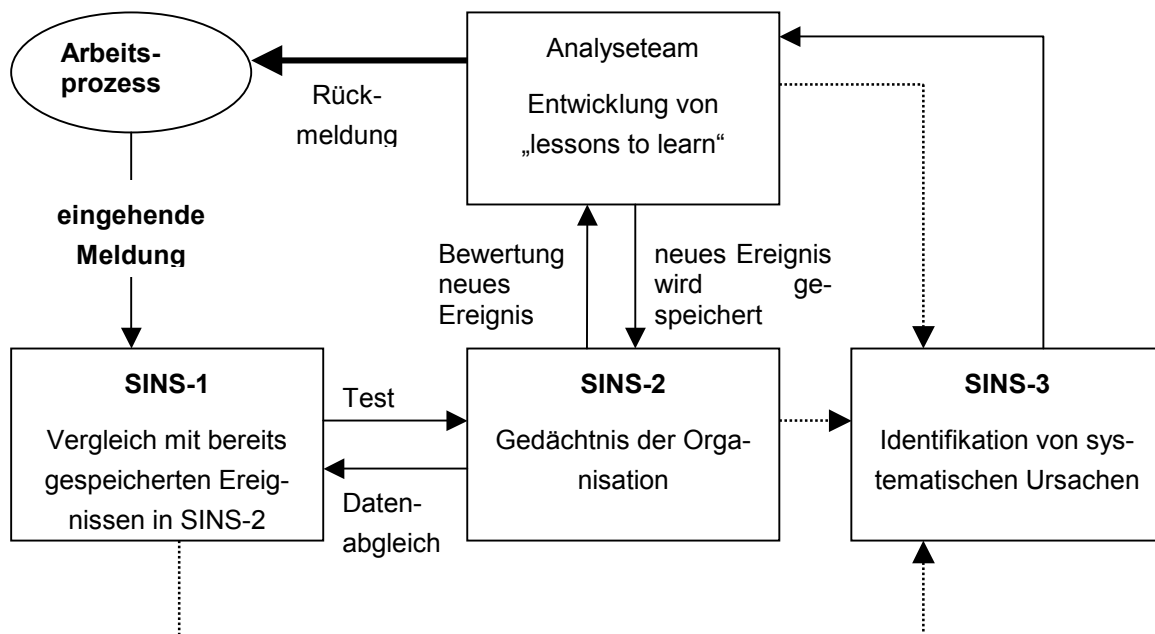 Arbeits-
prozess
Rück-
meldung
Analyseteam
Entwicklung von
„lessons to learn“
eingehende
Meldung
Bewertung
neues
Ereignis
neues Ereignis
wird ge-
speichert
SINS-1
Vergleich mit bereits
gespeicherten Ereig-
nissen in SINS-2
Test
Daten-
abgleich
SINS-2
Gedächtnis der Orga-
nisation
SINS-3
Identifikation von sys-
tematischen Ursachen